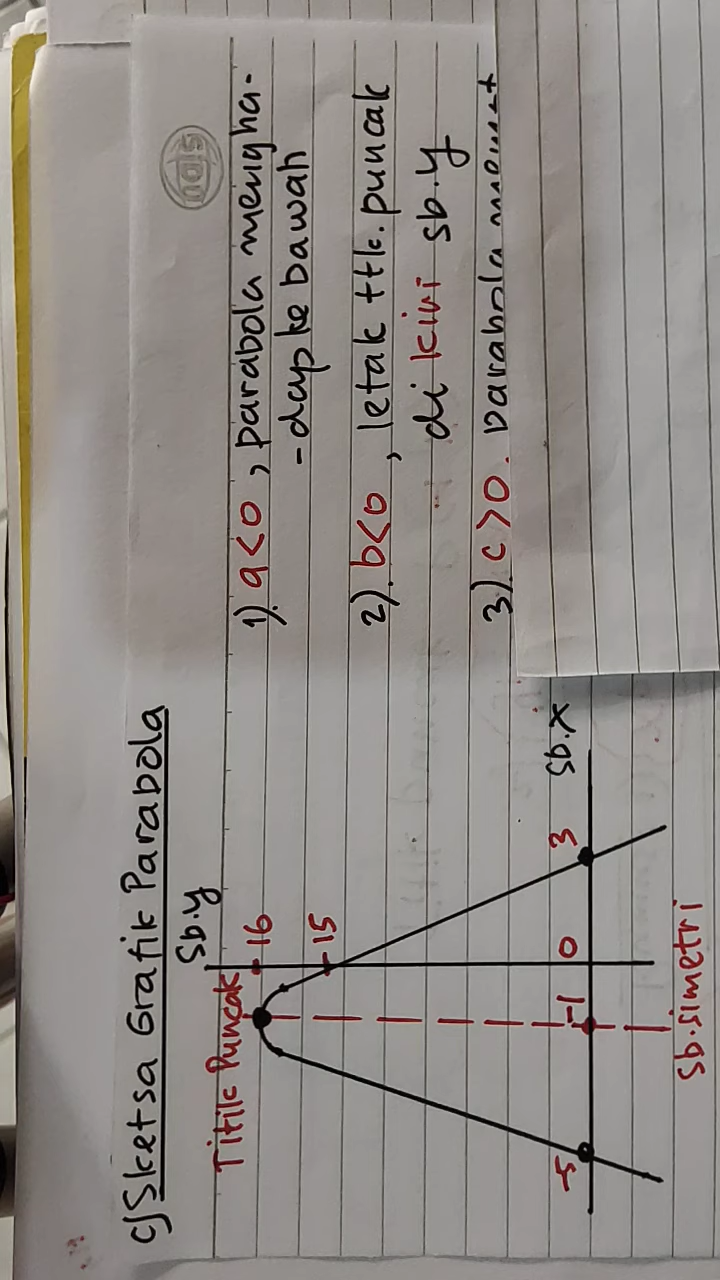 c) Sketsa Grafik Parabola
sidu
Sb.y
Titik Puncak
16
15
-5
-1
0
3
sb.x
sb.simetri
1). a<0, parabola mengha-
-dap ke bawah
2). b<0, letak ttk. puncak
di kiri sb.y
3). c>0. parabola